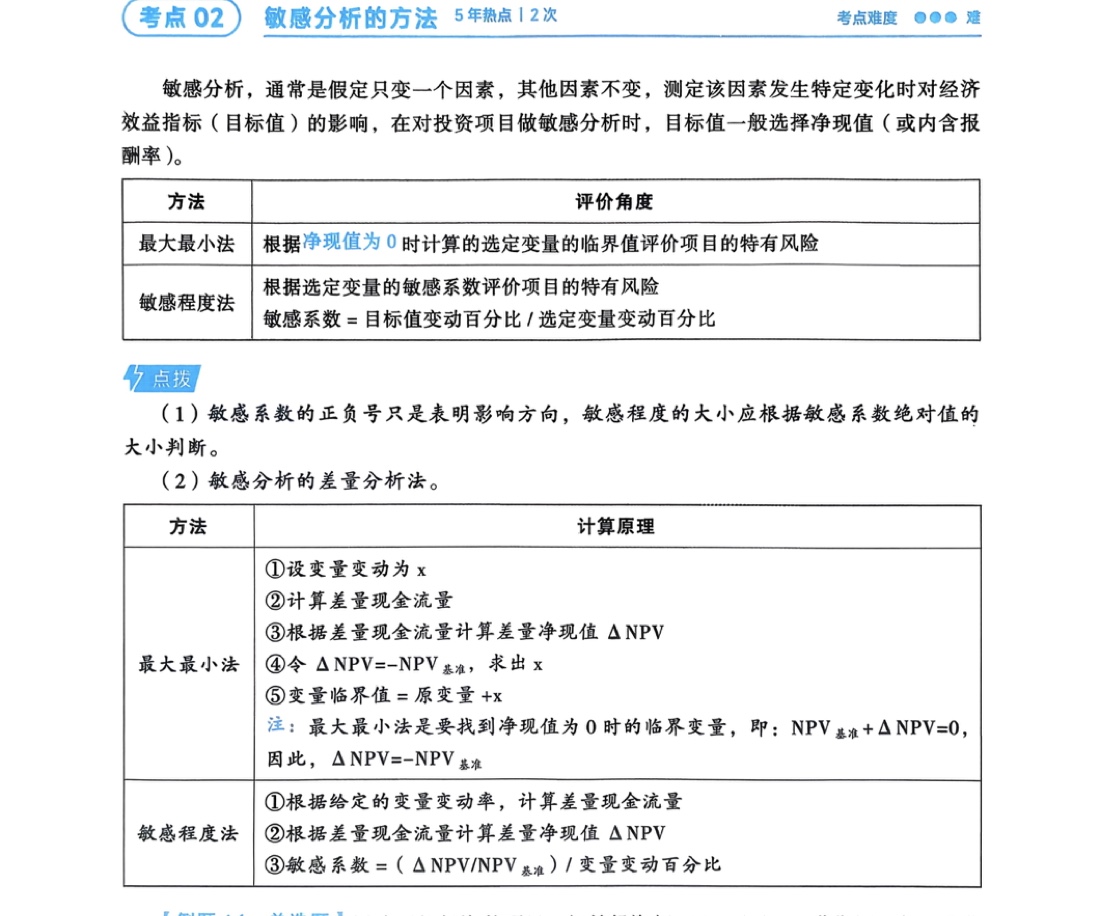 考点 02 敏感分析的方法 5 年热点 | 2 次 考点难度 难
敏感分析，通常是假定只变一个因素，其他因素不变，测定该因素发生特定变化时对经济
效益指标（目标值）的影响，在对投资项目做敏感分析时，目标值一般选择净现值（或内含报
酬率）。
方法 评价角度
最大最小法 根据净现值为 0 时计算的选定变量的临界值评价项目的特有风险
敏感程度法
根据选定变量的敏感系数评价项目的特有风险
敏感系数 = 目标值变动百分比 / 选定变量变动百分比
点拨
（1）敏感系数的正负号只是表明影响方向，敏感程度的大小应根据敏感系数绝对值的
大小判断。
（2）敏感分析的差量分析法。
方法 计算原理
最大最小法
①设变量变动为 x
②计算差量现金流量
③根据差量现金流量计算差量净现值 ΔNPV
④令 ΔNPV=-NPV基准，求出 x
⑤变量临界值 = 原变量 +x
注：最大最小法是要找到净现值为 0 时的临界变量，即：NPV基准+ΔNPV=0，
因此，ΔNPV=-NPV基准
敏感程度法
①根据给定的变量变动率，计算差量现金流量
②根据差量现金流量计算差量净现值 ΔNPV
③敏感系数 =（ΔNPV/NPV基准）/ 变量变动百分比